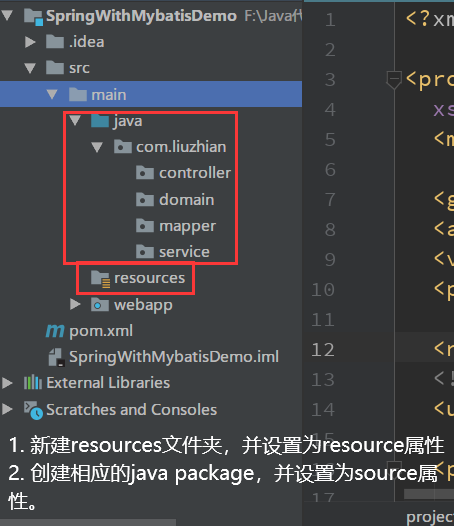 SpringWithMybatisDemo F:\Javaf\
.idea
src
main
java
com.liuzhian
controller
domain
mapper
service
resources
webapp
pom.xml
SpringWithMybatisDemo.iml
External Libraries
Scratches and Consoles
1. 新建resources文件夹，并设置为resource属性
2. 创建相应的java package，并设置为source属
性。
1 <?xm
2
3 <pro
4 xs
5 <m
6
7 <g
8 <a
9 <v
10 <p
11
12 <r
13 <!
14 <u
15
16 <p
17
project